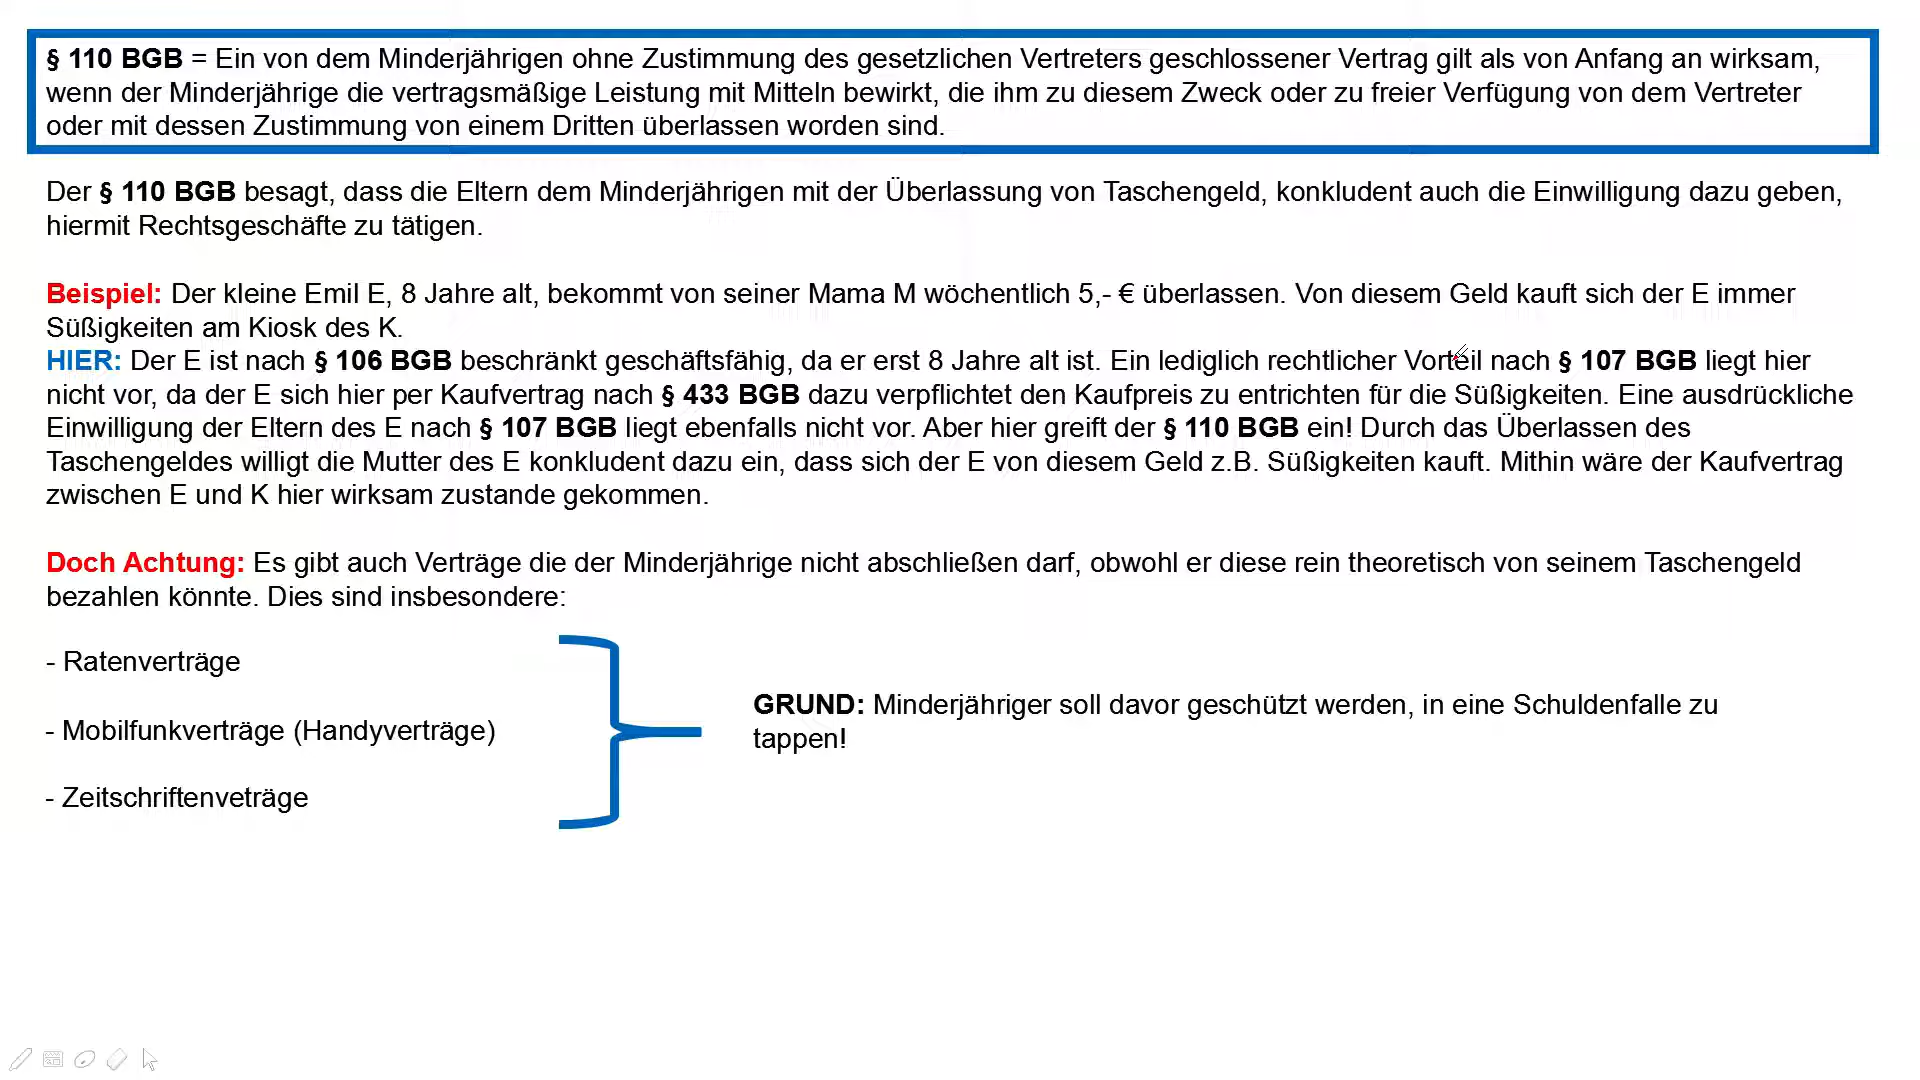 § 110 BGB = Ein von dem Minderjährigen ohne Zustimmung des gesetzlichen Vertreters geschlossener Vertrag gilt als von Anfang an wirksam,
wenn der Minderjährige die vertragsmäßige Leistung mit Mitteln bewirkt, die ihm zu diesem Zweck oder zu freier Verfügung von dem Vertreter
oder mit dessen Zustimmung von einem Dritten überlassen worden sind.
Der § 110 BGB besagt, dass die Eltern dem Minderjährigen mit der Überlassung von Taschengeld, konkludent auch die Einwilligung dazu geben,
hiermit Rechtsgeschäfte zu tätigen.
Beispiel: Der kleine Emil E, 8 Jahre alt, bekommt von seiner Mama M wöchentlich 5,- € überlassen. Von diesem Geld kauft sich der E immer
Süßigkeiten am Kiosk des K.
HIER: Der E ist nach § 106 BGB beschränkt geschäftsfähig, da er erst 8 Jahre alt ist. Ein lediglich rechtlicher Vorteil nach § 107 BGB liegt hier
nicht vor, da der E sich hier per Kaufvertrag nach § 433 BGB dazu verpflichtet den Kaufpreis zu entrichten für die Süßigkeiten. Eine ausdrückliche
Einwilligung der Eltern des E nach § 107 BGB liegt ebenfalls nicht vor. Aber hier greift der § 110 BGB ein! Durch das Überlassen des
Taschengeldes willigt die Mutter des E konkludent dazu ein, dass sich der E von diesem Geld z.B. Süßigkeiten kauft. Mithin wäre der Kaufvertrag
zwischen E und K hier wirksam zustande gekommen.
Doch Achtung: Es gibt auch Verträge die der Minderjährige nicht abschließen darf, obwohl er diese rein theoretisch von seinem Taschengeld
bezahlen könnte. Dies sind insbesondere:
- Ratenverträge
- Mobilfunkverträge (Handyverträge)
- Zeitschriftenveträge
GRUND: Minderjähriger soll davor geschützt werden, in eine Schuldenfalle zu
tappen!